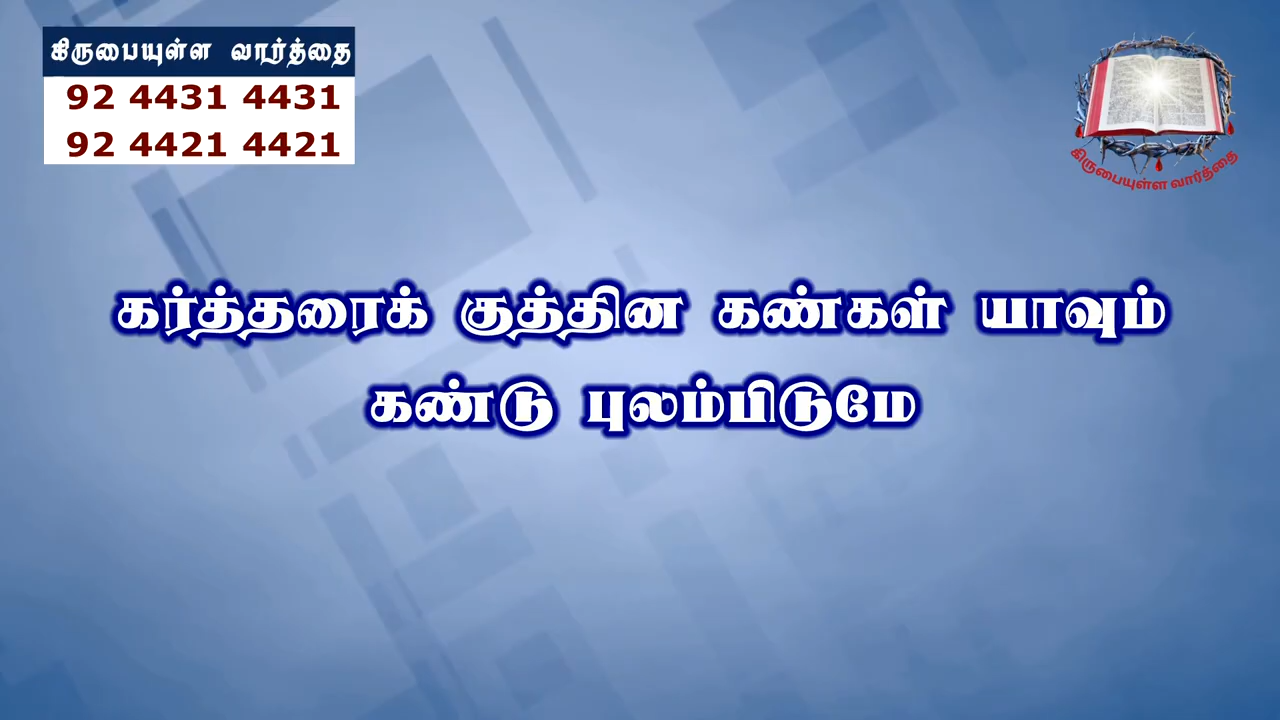 கிருபையுள்ள வார்த்தை
92 4431 4431
92 4421 4421
கிருபையுள்ள வார்த்தை
கர்த்தரைக் குத்தின கண்கள் யாவும்
கண்டு புலம்பிடுமே